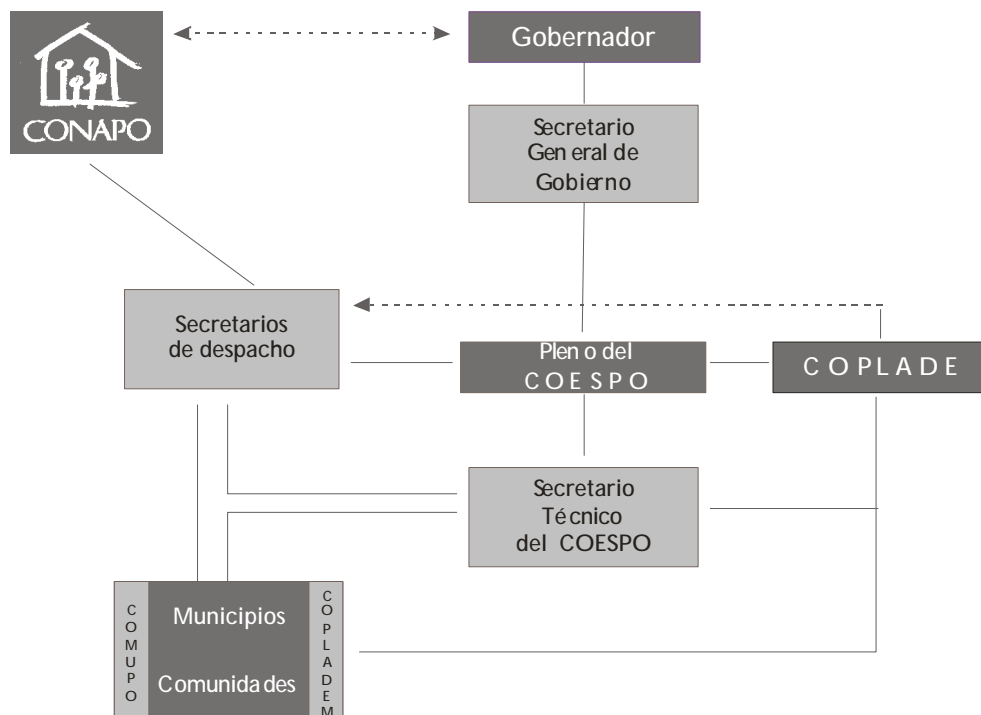 CONAPO
Gobernador
Secretario
General de
Gobierno
Secretarios
de despacho
Pleno del
COESPO
COPLADE
Secretario
Técnico
del COESPO
COMUPO
Municipios
Comunidades
COPLADEM